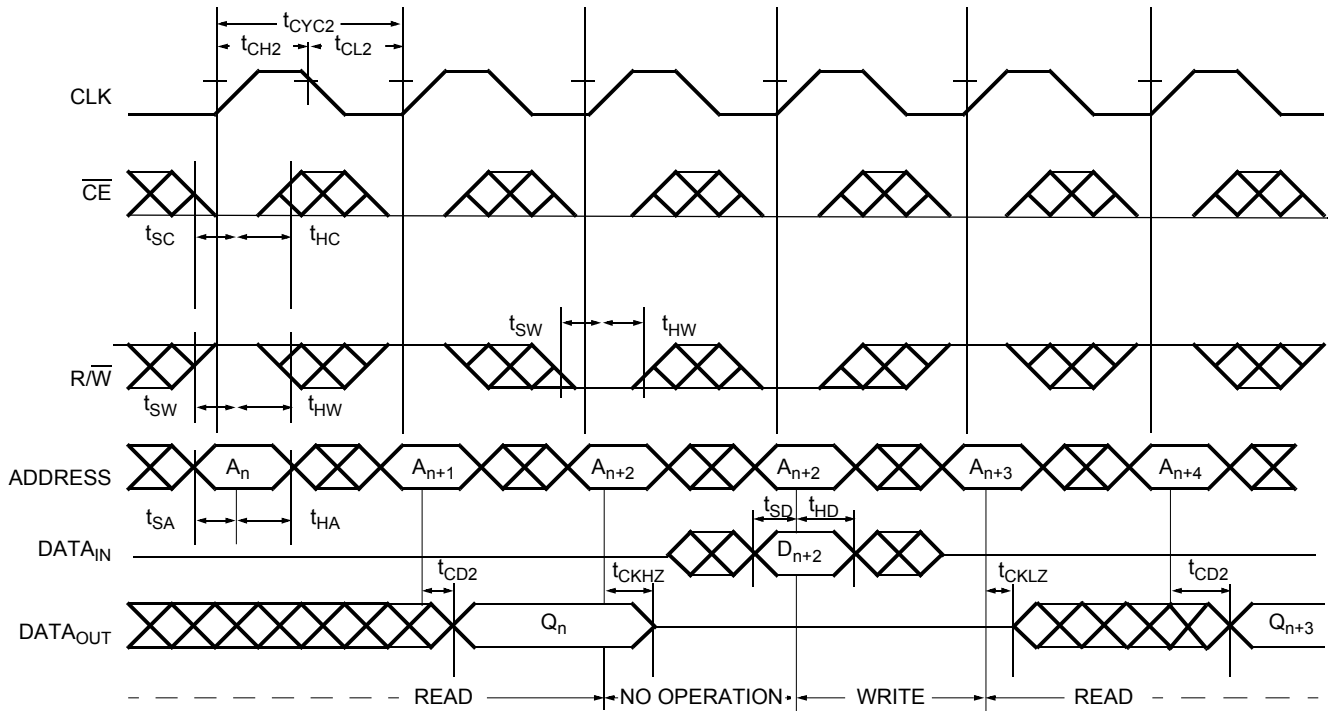 tCYC2
tCH2 tCL2
CLK
CE
tSC tHC
tSW tHW
R/W
tSW tHW
ADDRESS An An+1 An+2 An+2 An+3 An+4
tSA tHA tSD tHD
DATAIN Dn+2
tCD2 tCKHZ tCKLZ tCD2
DATAOUT Qn Qn+3
READ NO OPERATION WRITE READ